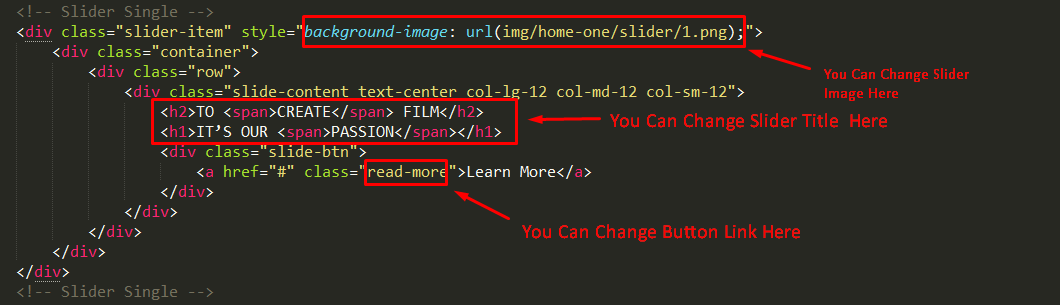 <!-- Slider Single -->
<div class="slider-item" style="background-image: url(img/home-one/slider/1.png);">
<div class="container">
<div class="row">
<div class="slide-content text-center col-lg-12 col-md-12 col-sm-12">
<h2>TO <span>CREATE</span> FILM</h2>
<h1>IT’S OUR <span>PASSION</span></h1>
<div class="slide-btn">
<a href="#" class="read-more">Learn More</a>
</div>
</div>
</div>
</div>
</div>
<!-- Slider Single -->
You Can Change Slider
Image Here
You Can Change Slider Title Here
You Can Change Button Link Here